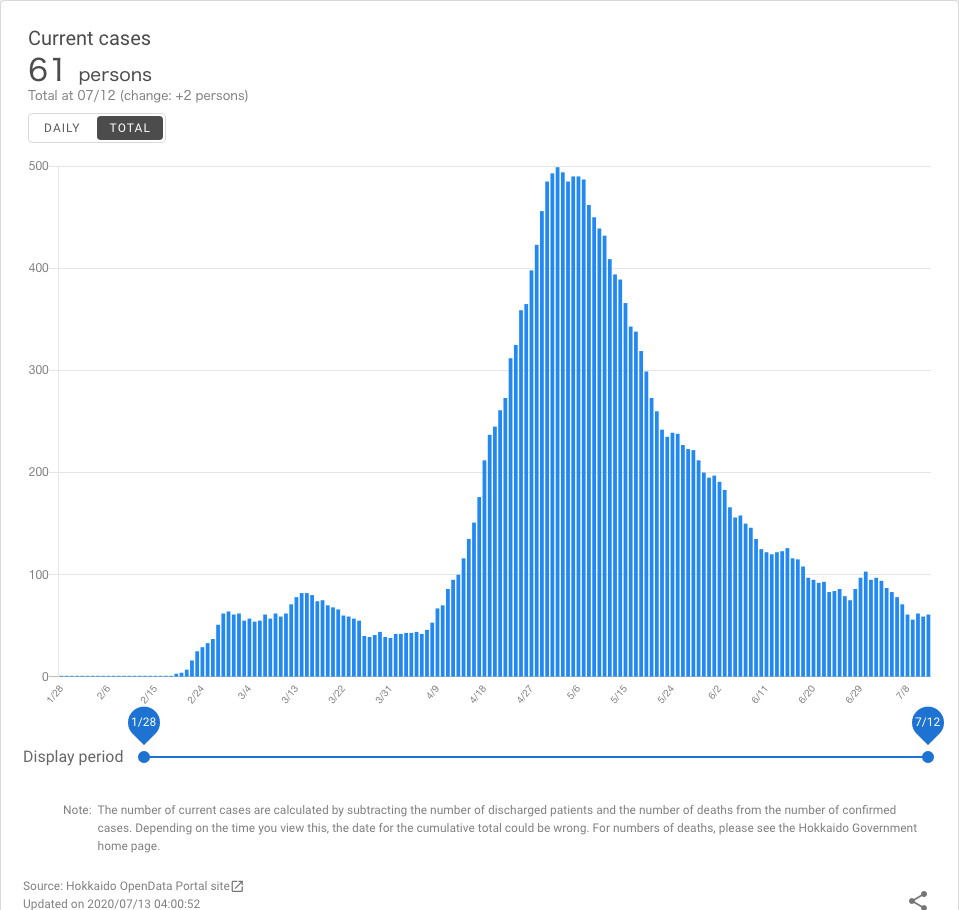 Current cases
61 persons
Total at 07/12 (change: +2 persons)
DAILY TOTAL
500
400
300
200
100
0
1/28 2/6 2/15 2/24 3/4 3/13 3/22 3/31 4/9 4/18 4/27 5/6 5/15 5/24 6/2 6/11 6/20 6/29 7/8
1/28 7/12
Display period
Note: The number of current cases are calculated by subtracting the number of discharged patients and the number of deaths from the number of confirmed
cases. Depending on the time you view this, the date for the cumulative total could be wrong. For numbers of deaths, please see the Hokkaido Government
home page.
Source: Hokkaido OpenData Portal site
Updated on 2020/07/13 04:00:52